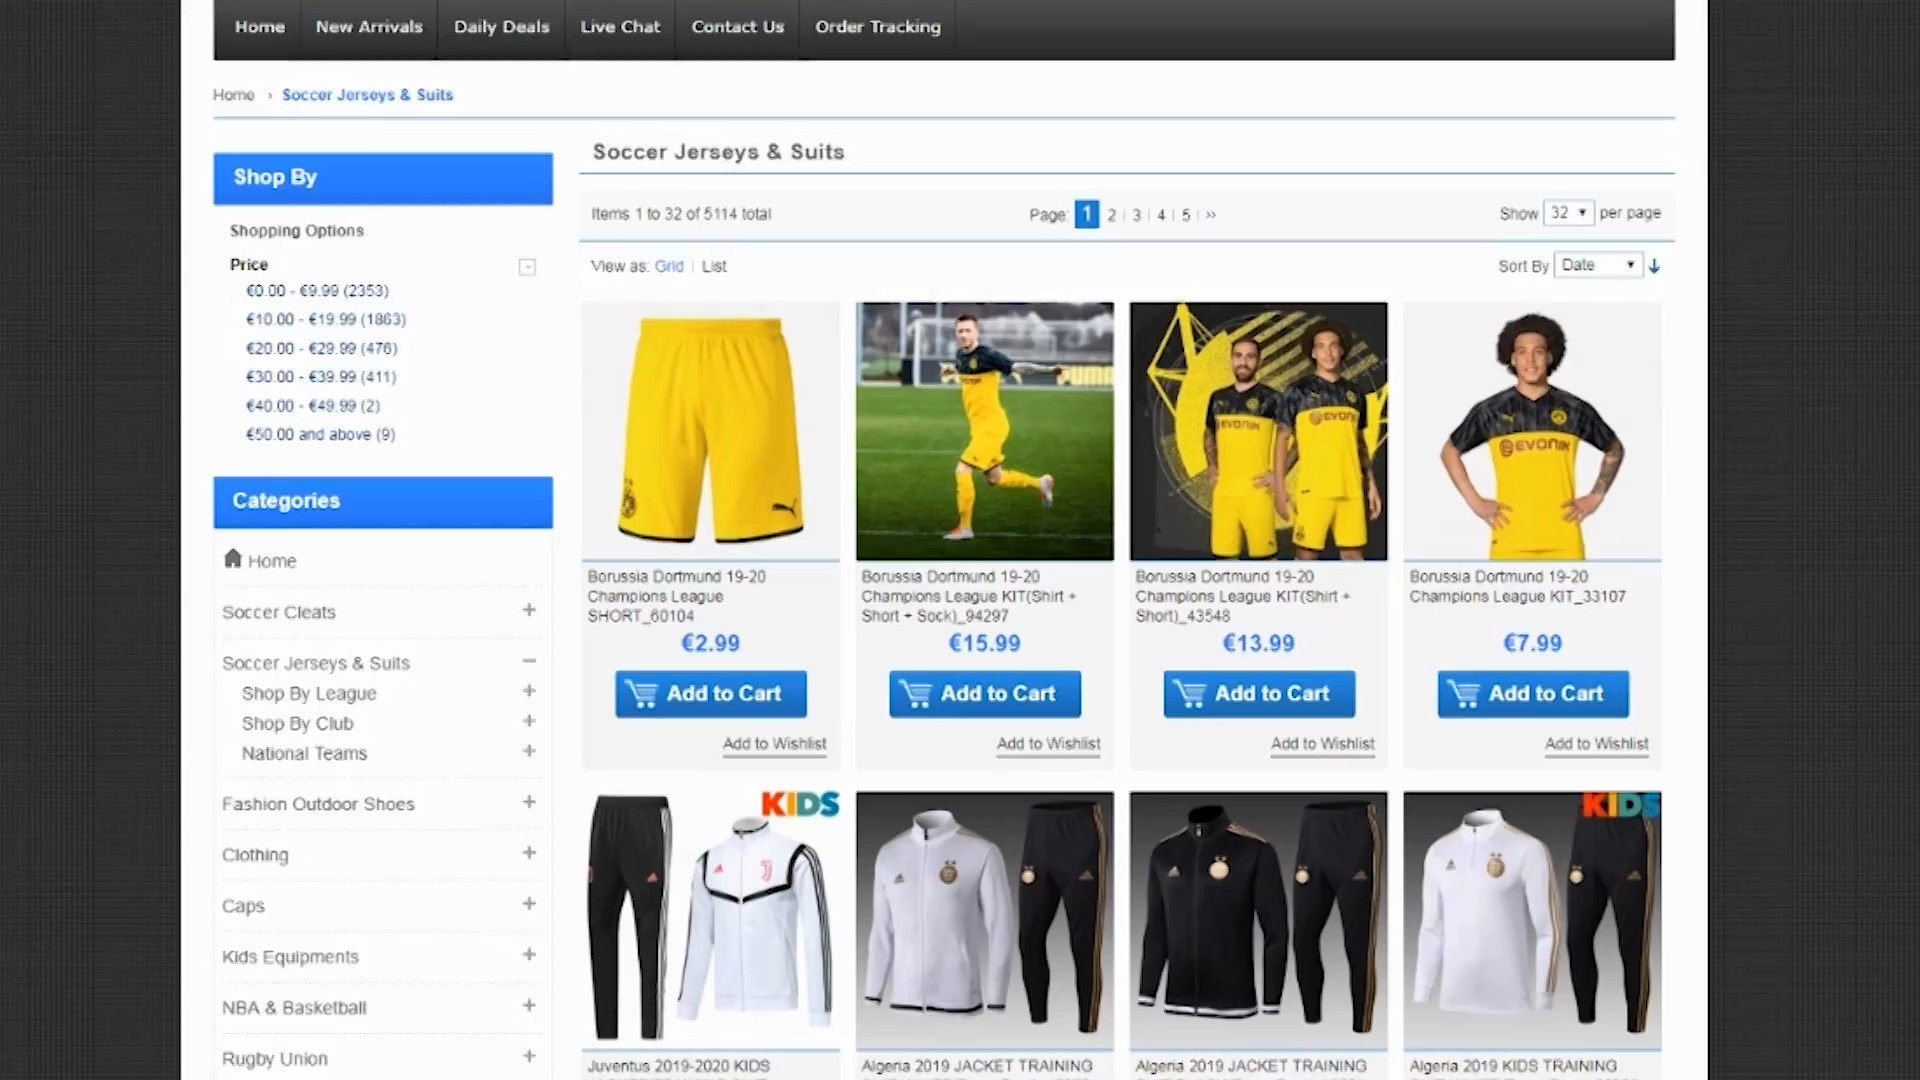 Home New Arrivals Daily Deals Live Chat Contact Us Order Tracking
Home › Soccer Jerseys & Suits
Shop By
Shopping Options
Price
€0.00 - €9.99 (2353)
€10.00 - €19.99 (1863)
€20.00 - €29.99 (476)
€30.00 - €39.99 (411)
€40.00 - €49.99 (2)
€50.00 and above (9)
Categories
Home
Soccer Cleats +
Soccer Jerseys & Suits −
Shop By League +
Shop By Club +
National Teams +
Fashion Outdoor Shoes +
Clothing +
Caps +
Kids Equipments +
NBA & Basketball +
Rugby Union +
Soccer Jerseys & Suits
Items 1 to 32 of 5114 total
Page: 1 2 | 3 | 4 | 5 | »
Show 32 per page
View as: Grid | List
Sort By Date
EVONIK
EVONIK
EVONIK
Borussia Dortmund 19-20
Champions League
SHORT_60104
€2.99
Add to Cart
Add to Wishlist
Borussia Dortmund 19-20
Champions League KIT(Shirt +
Short + Sock)_94297
€15.99
Add to Cart
Add to Wishlist
Borussia Dortmund 19-20
Champions League KIT(Shirt +
Short)_43548
€13.99
Add to Cart
Add to Wishlist
Borussia Dortmund 19-20
Champions League KIT_33107
€7.99
Add to Cart
Add to Wishlist
KIDS
KIDS
Juventus 2019-2020 KIDS
Algeria 2019 JACKET TRAINING
Algeria 2019 JACKET TRAINING
Algeria 2019 KIDS TRAINING